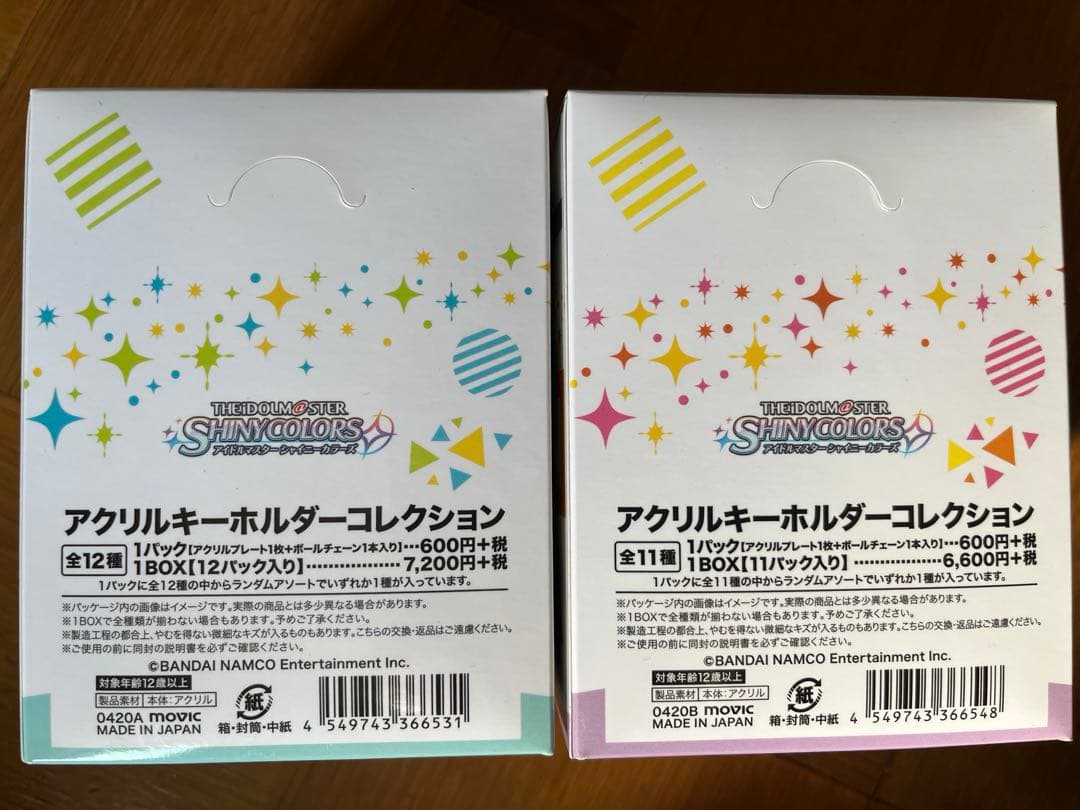 THE iDOLM@STER
SHINYCOLORS
アイドルマスターシャイニーカラーズ
アクリルキーホルダーコレクション
全12種
1パック【アクリルプレート1枚+ボールチェーン1本入り】…600円+税
1BOX【12パック入り】………………7,200円+税
1パックに全12種の中からランダムアソートでいずれか1種が入っています。
※パッケージ内の画像はイメージです。実際の商品とは多少異なる場合があります。
※1BOXで全種類が揃わない場合もあります。予めご了承ください。
※製造工程の都合上、やむを得ない微細なキズが入るものもあります。こちらの交換・返品はご遠慮ください。
※ご使用の前に同封の説明書を必ずご確認ください。
©BANDAI NAMCO Entertainment Inc.
対象年齢12歳以上
製品素材 本体:アクリル
0420A movic
MADE IN JAPAN
紙
箱・封筒・中紙
4 549743 366531
THE iDOLM@STER
SHINYCOLORS
アイドルマスターシャイニーカラーズ
アクリルキーホルダーコレクション
全11種
1パック【アクリルプレート1枚+ボールチェーン1本入り】…600円+税
1BOX【11パック入り】………………6,600円+税
1パックに全11種の中からランダムアソートでいずれか1種が入っています。
※パッケージ内の画像はイメージです。実際の商品とは多少異なる場合があります。
※1BOXで全種類が揃わない場合もあります。予めご了承ください。
※製造工程の都合上、やむを得ない微細なキズが入るものもあります。こちらの交換・返品はご遠慮ください。
※ご使用の前に同封の説明書を必ずご確認ください。
©BANDAI NAMCO Entertainment Inc.
対象年齢12歳以上
製品素材 本体:アクリル
0420B movic
MADE IN JAPAN
紙
箱・封筒・中紙
4 549743 366548